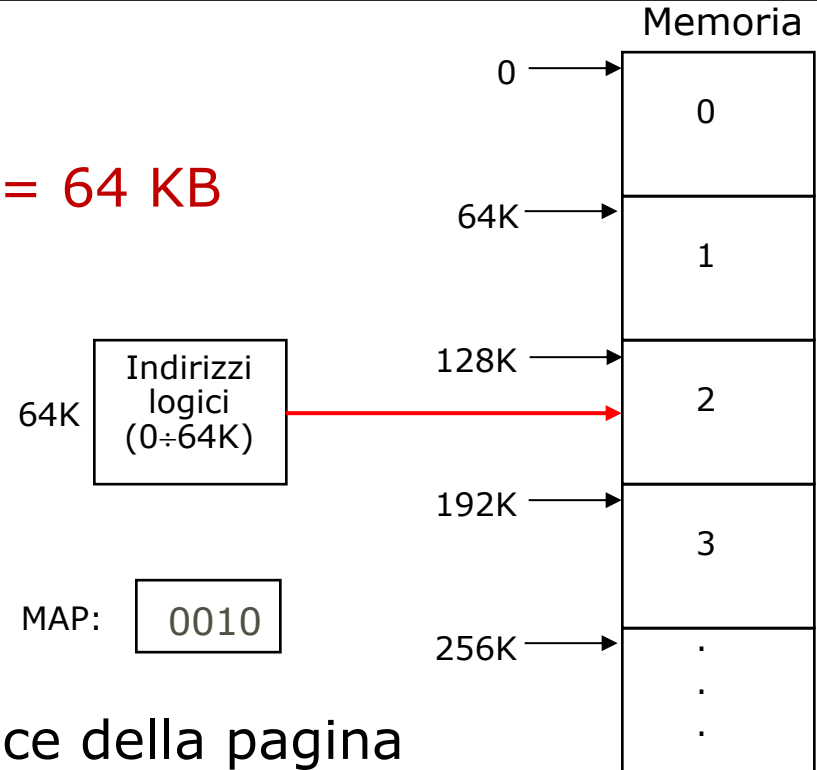 Memoria
0
0
= 64 KB
64K
1
128K
Indirizzi
logici
(0÷64K)
64K
2
192K
3
MAP:
0010
256K
.
.
.
ce della pagina